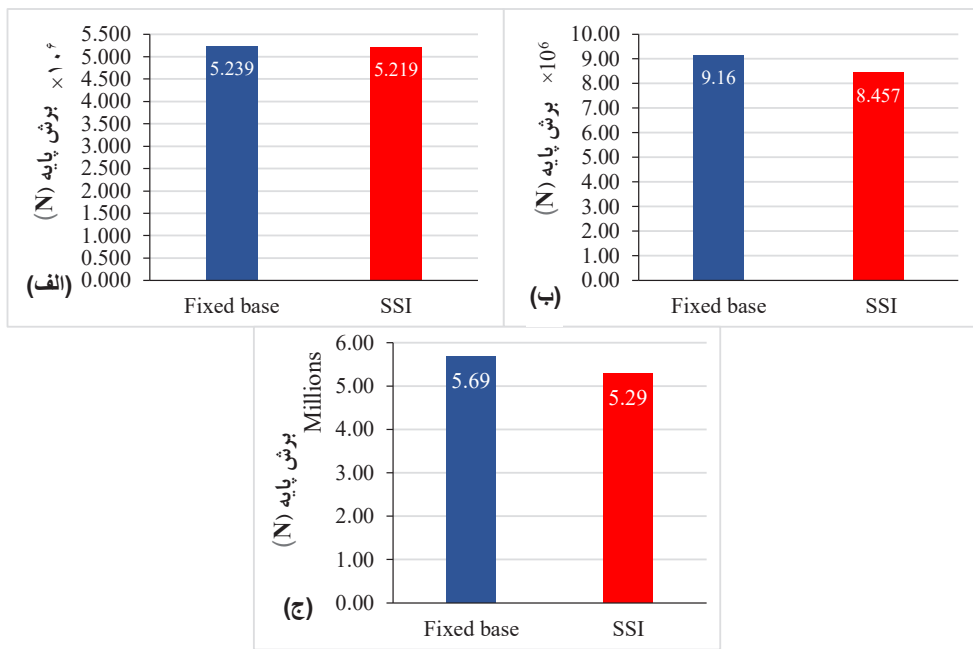 برش پایه (N) ×۱۰۶
5.500
5.000
4.500
4.000
3.500
3.000
2.500
2.000
1.500
1.000
0.500
0.000
5.239
5.219
Fixed base
SSI
(الف)
برش پایه (N) ×10⁶
10.00
9.00
8.00
7.00
6.00
5.00
4.00
3.00
2.00
1.00
0.00
9.16
8.457
Fixed base
SSI
(ب)
برش پایه (N)
Millions
6.00
5.00
4.00
3.00
2.00
1.00
0.00
5.69
5.29
Fixed base
SSI
(ج)